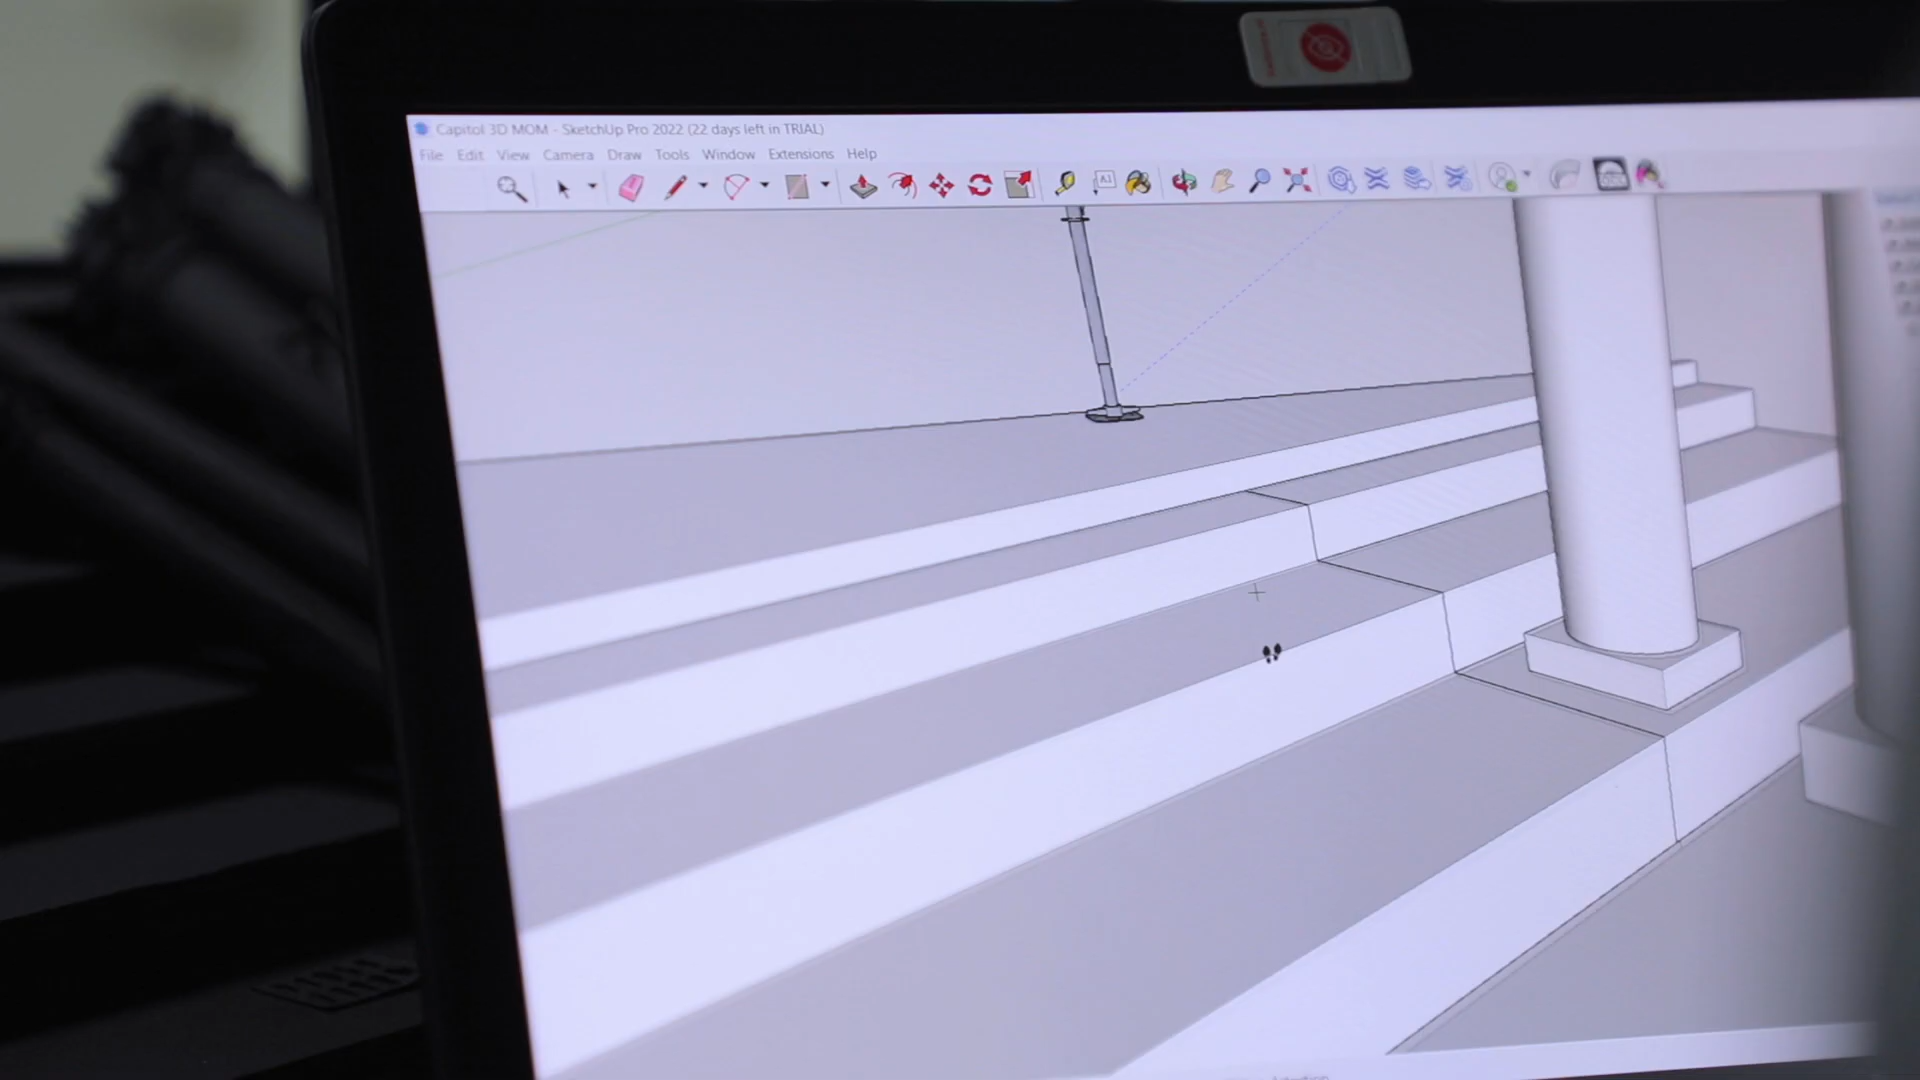 Capitol 3D MOM - SketchUp Pro 2022 (22 days left in TRIAL)
File Edit View Camera Draw Tools Window Extensions Help
A1